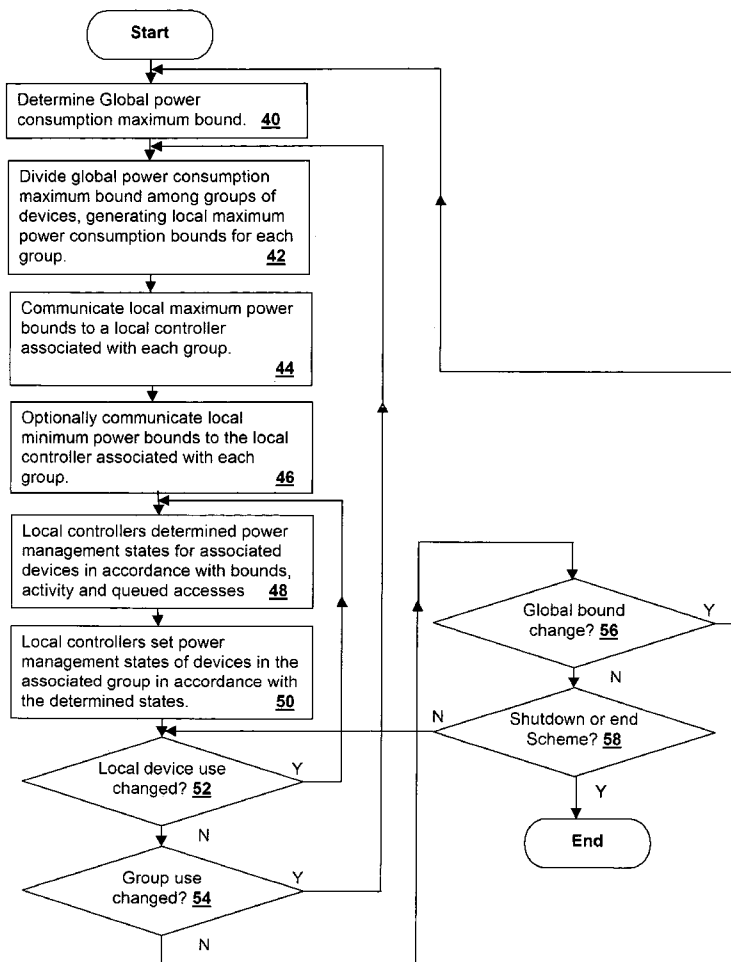 Start
Determine Global power
consumption maximum bound. 40
Divide global power consumption
maximum bound among groups of
devices, generating local maximum
power consumption bounds for each
group. 42
Communicate local maximum power
bounds to a local controller
associated with each group.
44
Optionally communicate local
minimum power bounds to the local
controller associated with each
group. 46
Local controllers determined power
management states for associated
devices in accordance with bounds,
activity and queued accesses 48
Local controllers set power
management states of devices in the
associated group in accordance with
the determined states. 50
Local device use
changed? 52
Y
N
Group use
changed? 54
Y
N
Global bound
change? 56
Y
N
Shutdown or end
Scheme? 58
N
Y
End